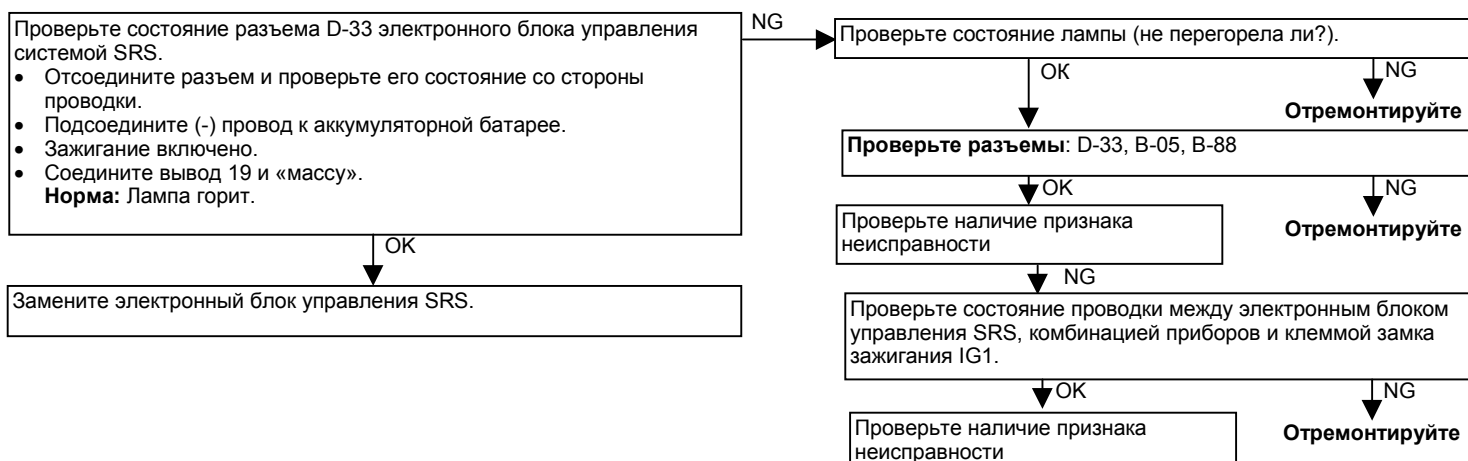 Проверьте состояние разъема D-33 электронного блока управления
системой SRS.
• Отсоедините разъем и проверьте его состояние со стороны
проводки.
• Подсоедините (-) провод к аккумуляторной батарее.
• Зажигание включено.
• Соедините вывод 19 и «массу».
Норма: Лампа горит.
OK
Замените электронный блок управления SRS.
NG
Проверьте состояние лампы (не перегорела ли?).
OK
NG
Отремонтируйте
Проверьте разъемы: D-33, B-05, B-88
OK
NG
Отремонтируйте
Проверьте наличие признака
неисправности
NG
Проверьте состояние проводки между электронным блоком
управления SRS, комбинацией приборов и клеммой замка
зажигания IG1.
OK
NG
Отремонтируйте
Проверьте наличие признака
неисправности